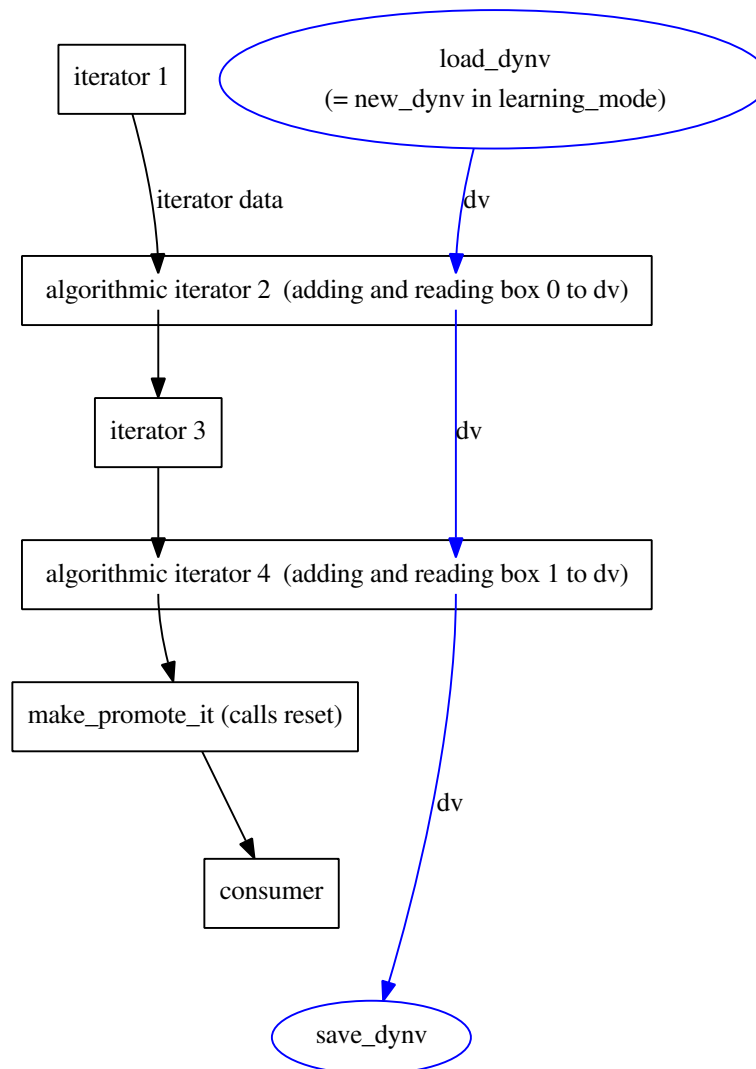 iterator 1
load_dynv
(= new_dynv in learning_mode)
iterator data
dv
algorithmic iterator 2  (adding and reading box 0 to dv)
iterator 3
dv
algorithmic iterator 4  (adding and reading box 1 to dv)
make_promote_it (calls reset)
dv
consumer
save_dynv